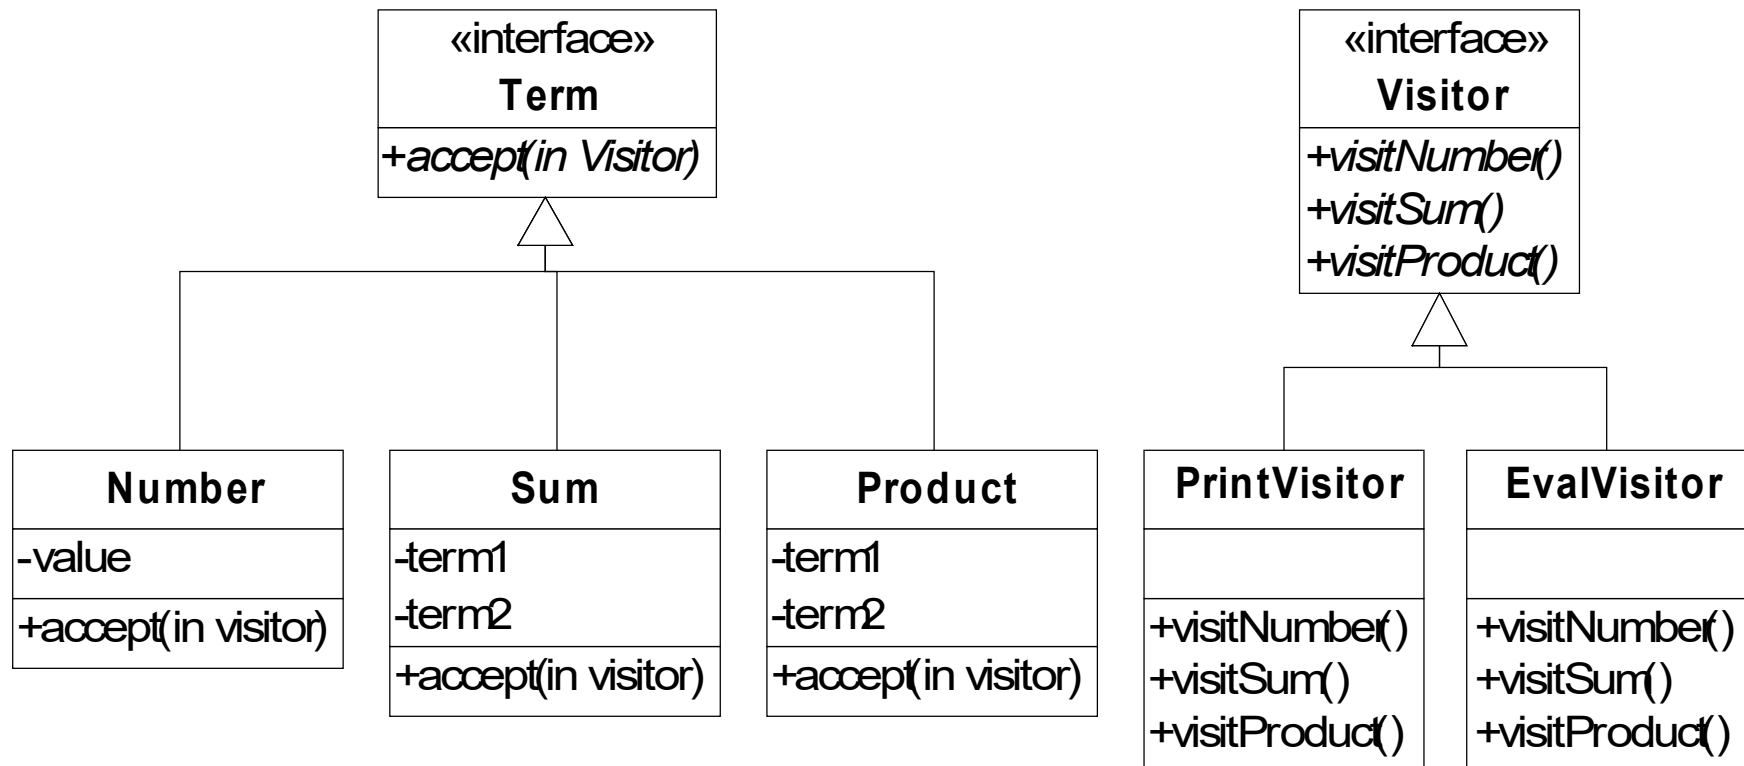 «interface»
Term
+accept(in Visitor)
«interface»
Visitor
+visitNumber()
+visitSum()
+visitProduct()
Number
-value
+accept(in visitor)
Sum
-term1
-term2
+accept(in visitor)
Product
-term1
-term2
+accept(in visitor)
PrintVisitor
+visitNumber()
+visitSum()
+visitProduct()
EvalVisitor
+visitNumber()
+visitSum()
+visitProduct()